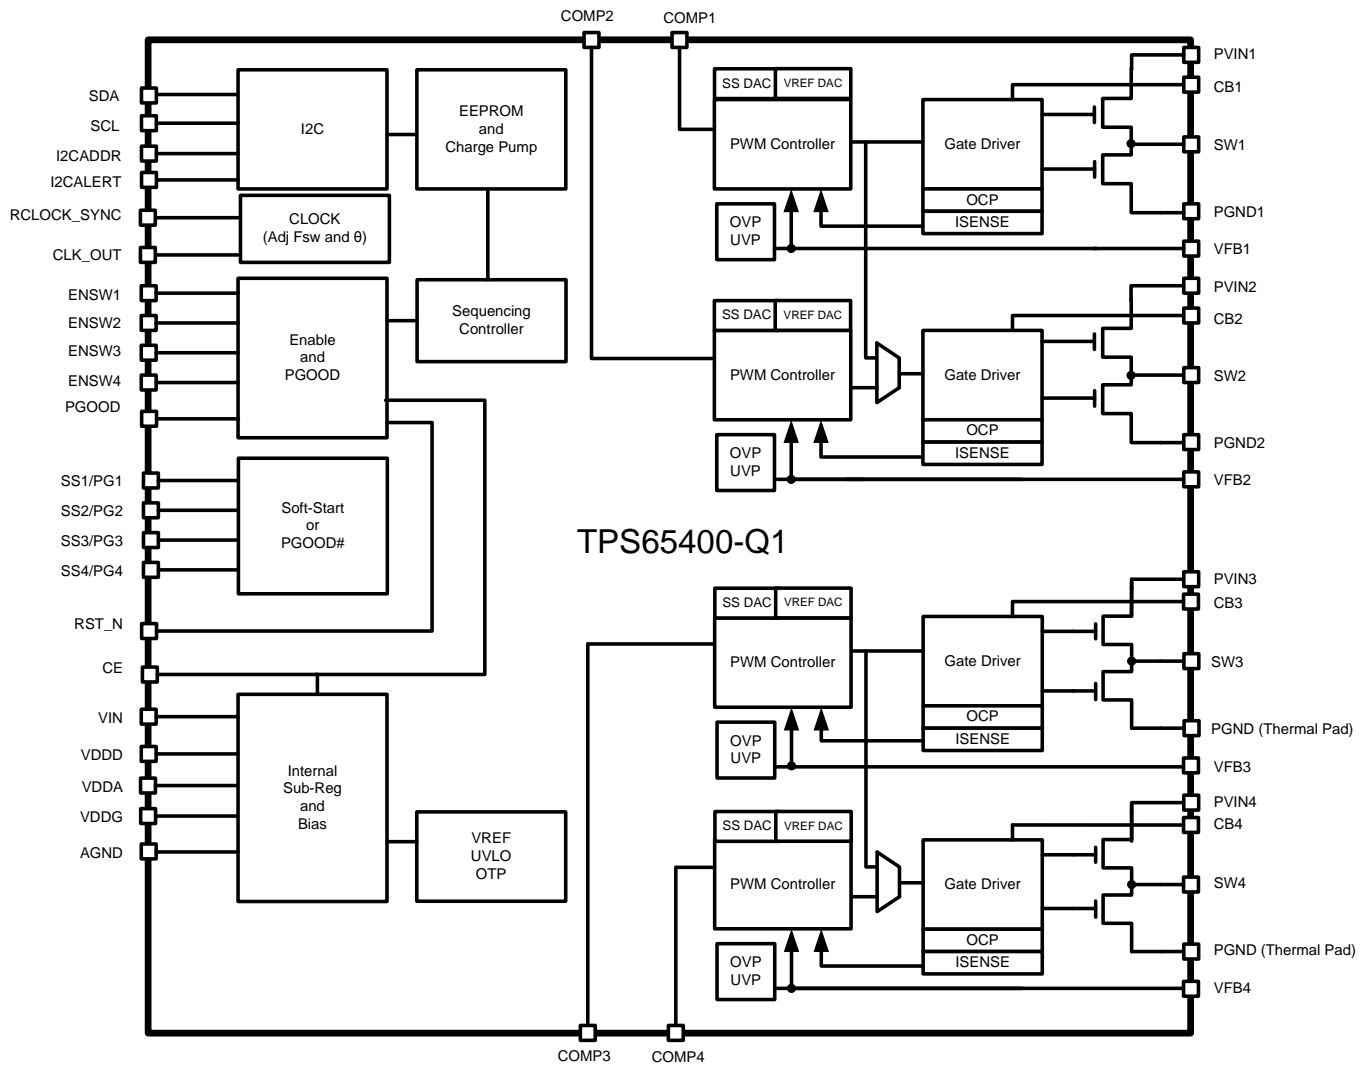 COMP2
COMP1
SDA
SCL
I2CADDR
I2CALERT
RCLOCK_SYNC
CLK_OUT
ENSW1
ENSW2
ENSW3
ENSW4
PGOOD
SS1/PG1
SS2/PG2
SS3/PG3
SS4/PG4
RST_N
CE
VIN
VDDD
VDDA
VDDG
AGND
I2C
EEPROM
and
Charge Pump
CLOCK
(Adj Fsw and θ)
Enable
and
PGOOD
Sequencing
Controller
Soft-Start
or
PGOOD#
Internal
Sub-Reg
and
Bias
VREF
UVLO
OTP
TPS65400-Q1
SS DAC
VREF DAC
PWM Controller
OVP
UVP
Gate Driver
OCP
ISENSE
PVIN1
CB1
SW1
PGND1
VFB1
SS DAC
VREF DAC
PWM Controller
OVP
UVP
Gate Driver
OCP
ISENSE
PVIN2
CB2
SW2
PGND2
VFB2
SS DAC
VREF DAC
PWM Controller
OVP
UVP
Gate Driver
OCP
ISENSE
PVIN3
CB3
SW3
PGND (Thermal Pad)
VFB3
SS DAC
VREF DAC
PWM Controller
OVP
UVP
Gate Driver
OCP
ISENSE
PVIN4
CB4
SW4
PGND (Thermal Pad)
VFB4
COMP3
COMP4